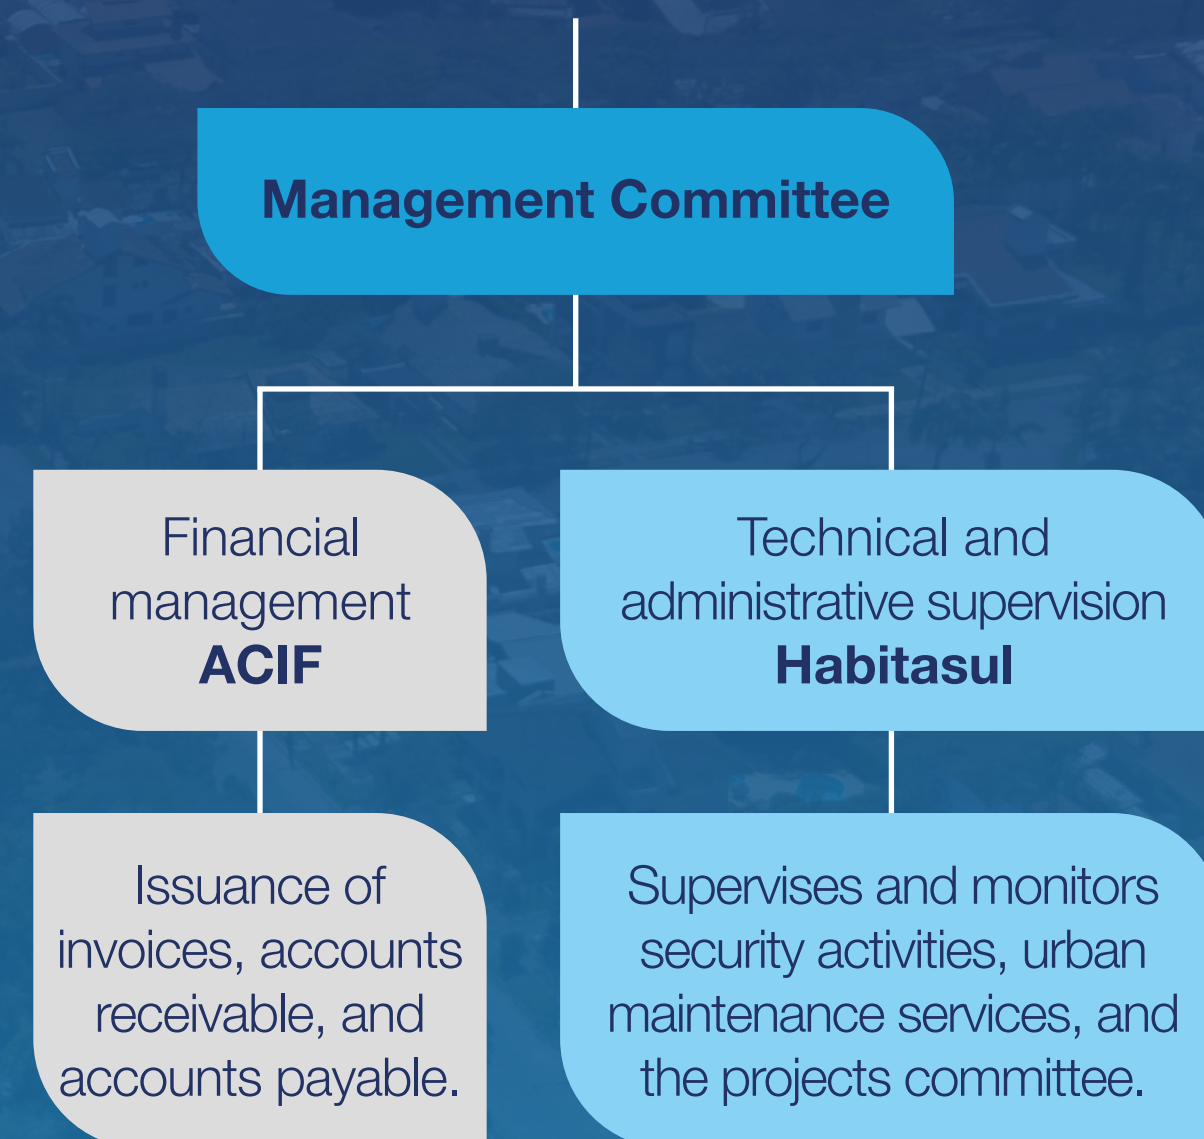 Management Committee
Financial
management
ACIF
Technical and
administrative supervision
Habitasul
Issuance of
invoices, accounts
receivable, and
accounts payable.
Supervises and monitors
security activities, urban
maintenance services, and
the projects committee.